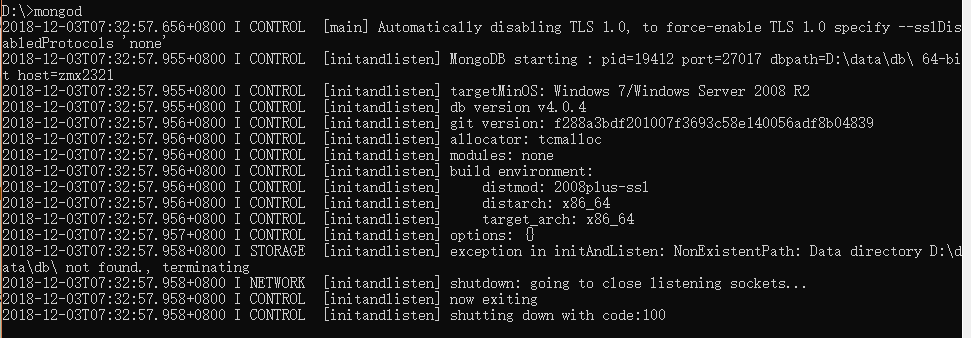 D:\>mongod
2018-12-03T07:32:57.656+0800 I CONTROL  [main] Automatically disabling TLS 1.0, to force-enable TLS 1.0 specify --sslDis
abledProtocols 'none'
2018-12-03T07:32:57.955+0800 I CONTROL  [initandlisten] MongoDB starting : pid=19412 port=27017 dbpath=D:\data\db\ 64-bi
t host=zmx2321
2018-12-03T07:32:57.955+0800 I CONTROL  [initandlisten] targetMinOS: Windows 7/Windows Server 2008 R2
2018-12-03T07:32:57.955+0800 I CONTROL  [initandlisten] db version v4.0.4
2018-12-03T07:32:57.955+0800 I CONTROL  [initandlisten] git version: f288a3bdf201007f3693c58e140056adf8b04839
2018-12-03T07:32:57.956+0800 I CONTROL  [initandlisten] allocator: tcmalloc
2018-12-03T07:32:57.956+0800 I CONTROL  [initandlisten] modules: none
2018-12-03T07:32:57.956+0800 I CONTROL  [initandlisten] build environment:
2018-12-03T07:32:57.956+0800 I CONTROL  [initandlisten]     distmod: 2008plus-ssl
2018-12-03T07:32:57.956+0800 I CONTROL  [initandlisten]     distarch: x86_64
2018-12-03T07:32:57.956+0800 I CONTROL  [initandlisten]     target_arch: x86_64
2018-12-03T07:32:57.957+0800 I CONTROL  [initandlisten] options: {}
2018-12-03T07:32:57.958+0800 I STORAGE  [initandlisten] exception in initAndListen: NonExistentPath: Data directory D:\d
ata\db\ not found., terminating
2018-12-03T07:32:57.958+0800 I NETWORK  [initandlisten] shutdown: going to close listening sockets...
2018-12-03T07:32:57.958+0800 I CONTROL  [initandlisten] now exiting
2018-12-03T07:32:57.958+0800 I CONTROL  [initandlisten] shutting down with code:100